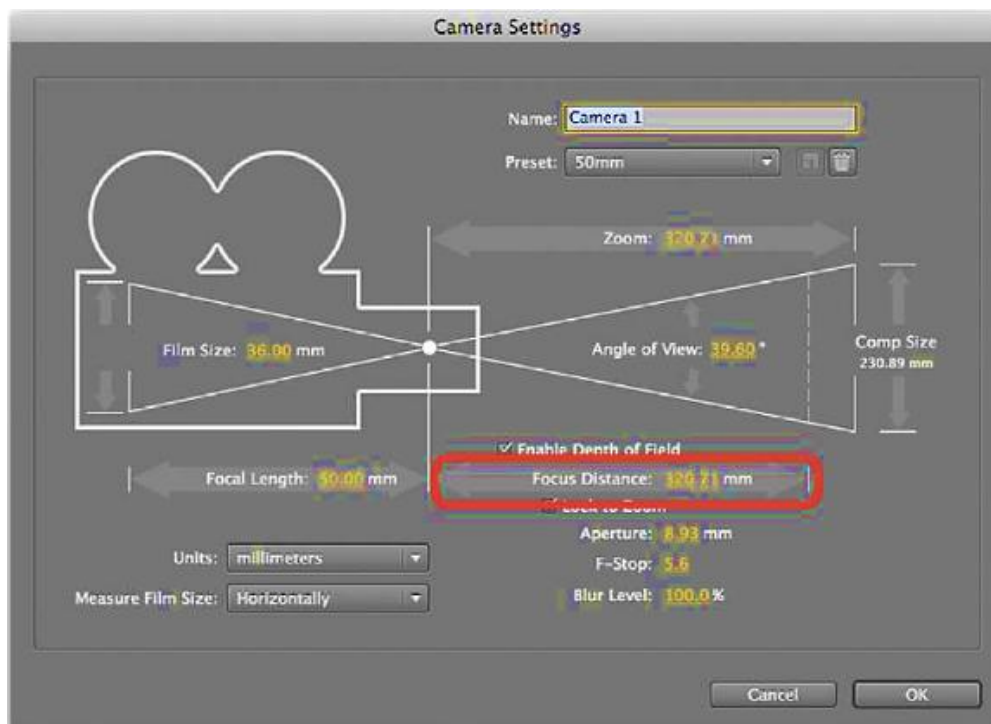 Camera Settings
Name: Camera 1
Preset: 50mm
Zoom: 320.71 mm
Film Size: 36.00 mm
Angle of View: 39.60 °
Comp Size
230.89 mm
Enable Depth of Field
Focal Length: 50.00 mm
Focus Distance: 320.71 mm
Lock to Zoom
Aperture: 8.93 mm
Units: millimeters
F-Stop: 5.6
Measure Film Size: Horizontally
Blur Level: 100.0 %
Cancel
OK